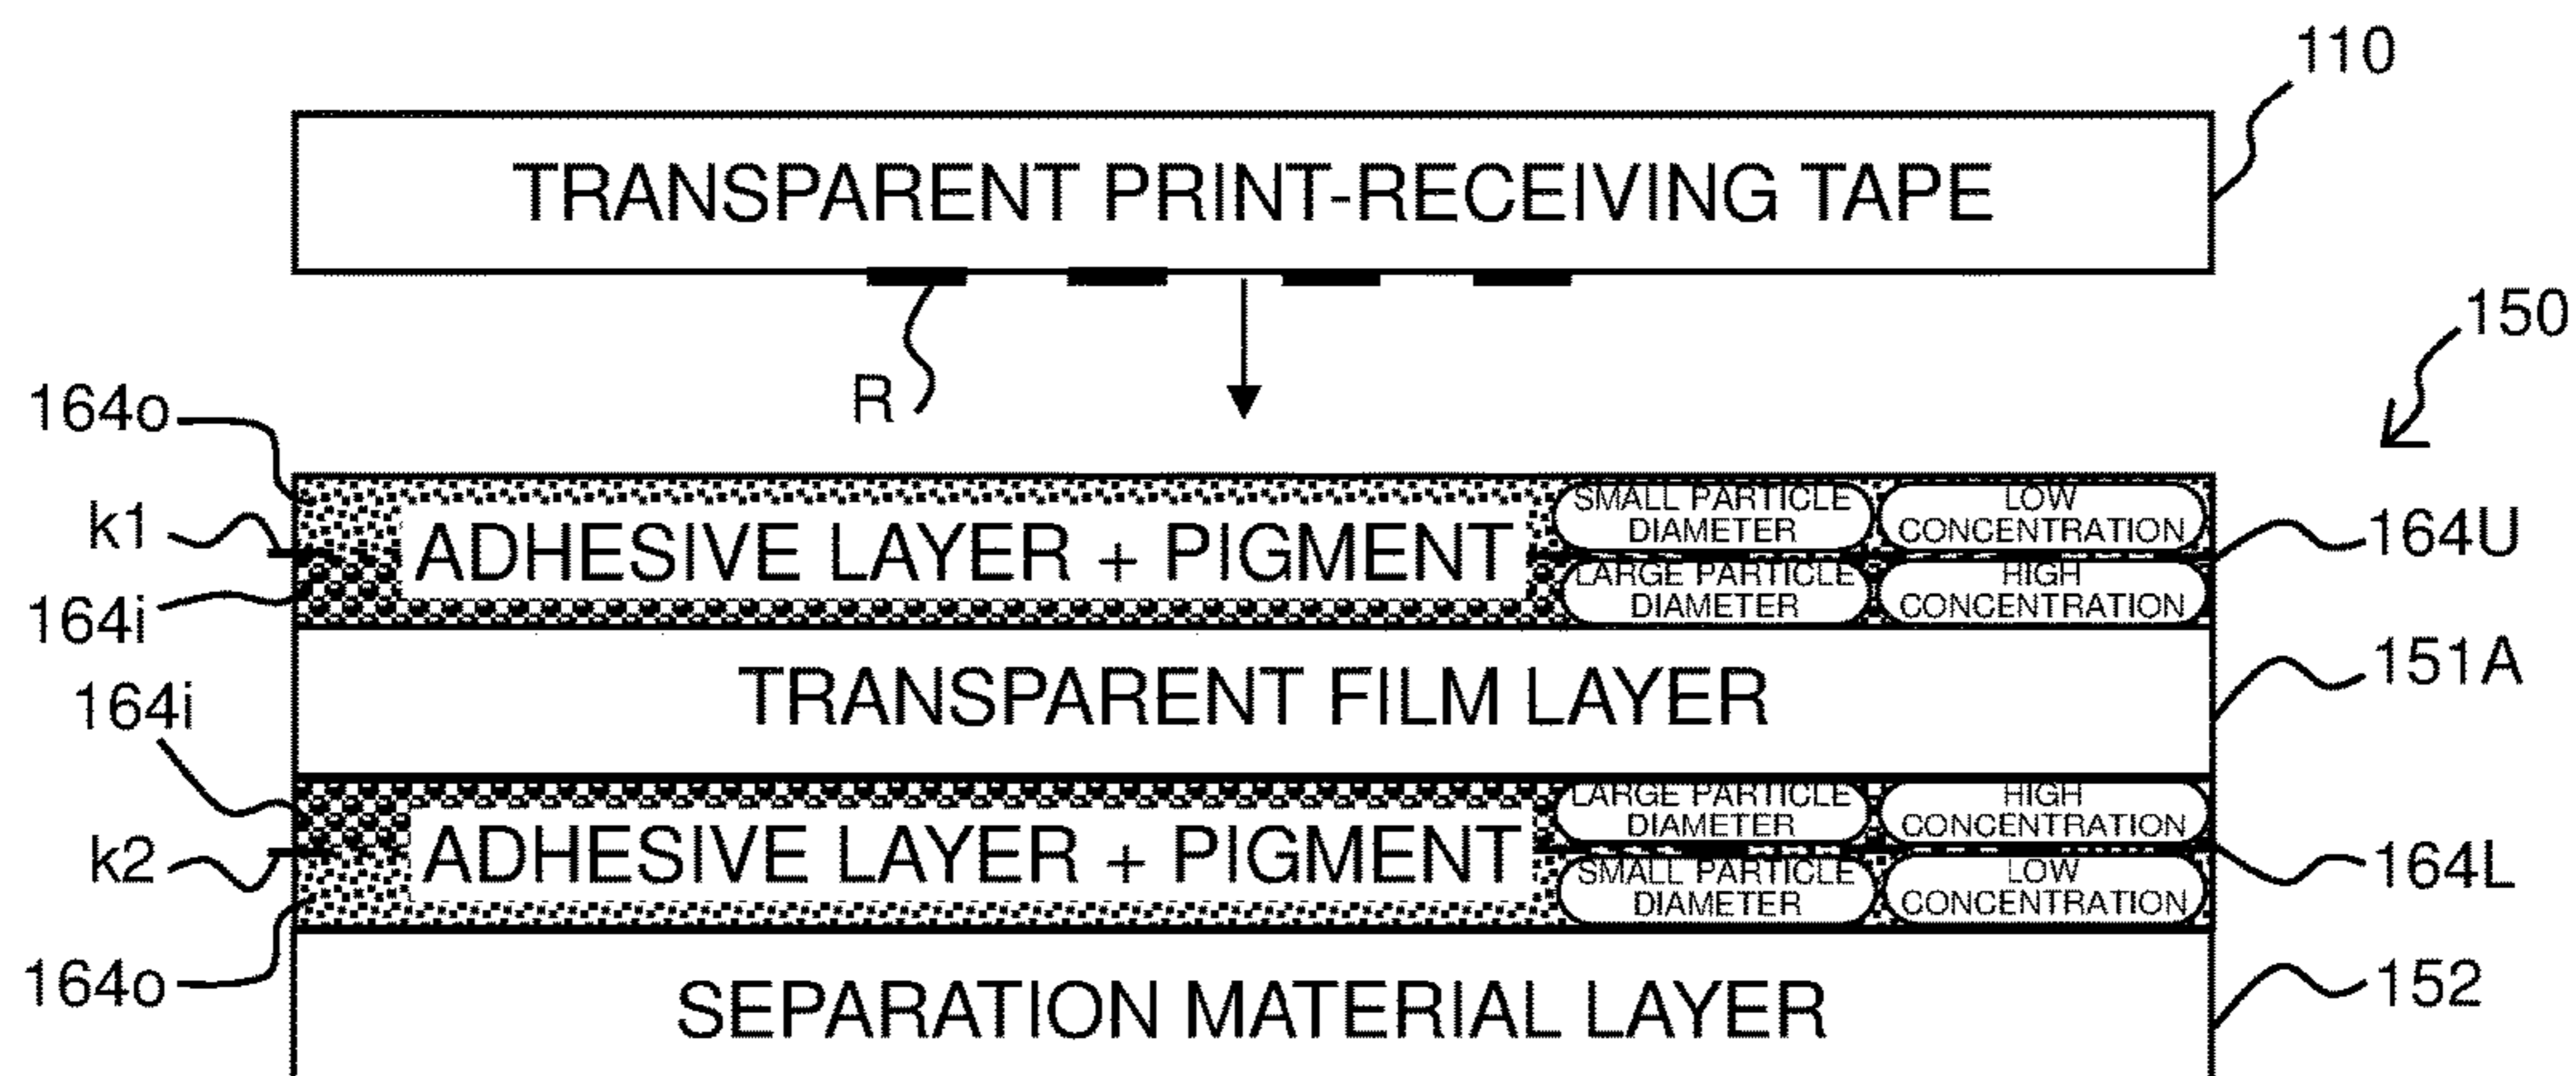 110
TRANSPARENT PRINT-RECEIVING TAPE
150
R
164o
k1
164i
ADHESIVE LAYER + PIGMENT
SMALL PARTICLE
DIAMETER
LOW
CONCENTRATION
LARGE PARTICLE
DIAMETER
HIGH
CONCENTRATION
164U
TRANSPARENT FILM LAYER
151A
164i
k2
164o
ADHESIVE LAYER + PIGMENT
LARGE PARTICLE
DIAMETER
HIGH
CONCENTRATION
SMALL PARTICLE
DIAMETER
LOW
CONCENTRATION
164L
SEPARATION MATERIAL LAYER
152